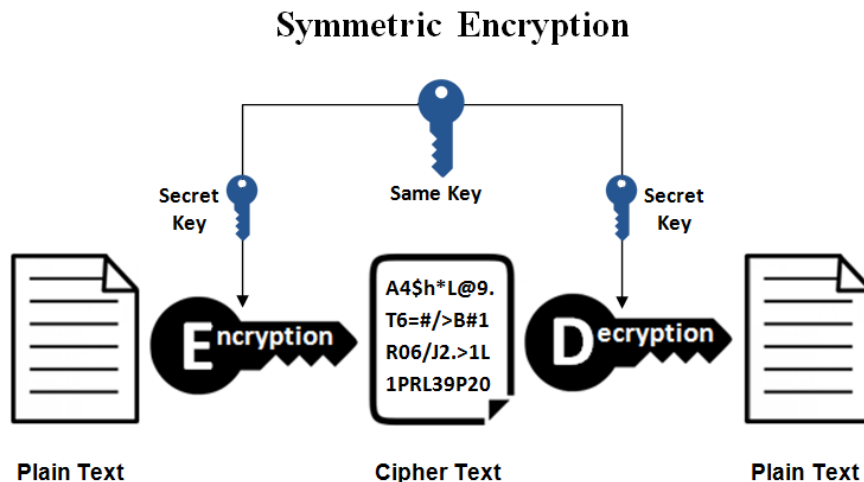 Symmetric Encryption
Same Key
Secret
Key
Secret
Key
Encryption
A4$h*L@9.
T6=#/>B#1
R06/J2.>1L
1PRL39P20
Decryption
Plain Text
Cipher Text
Plain Text